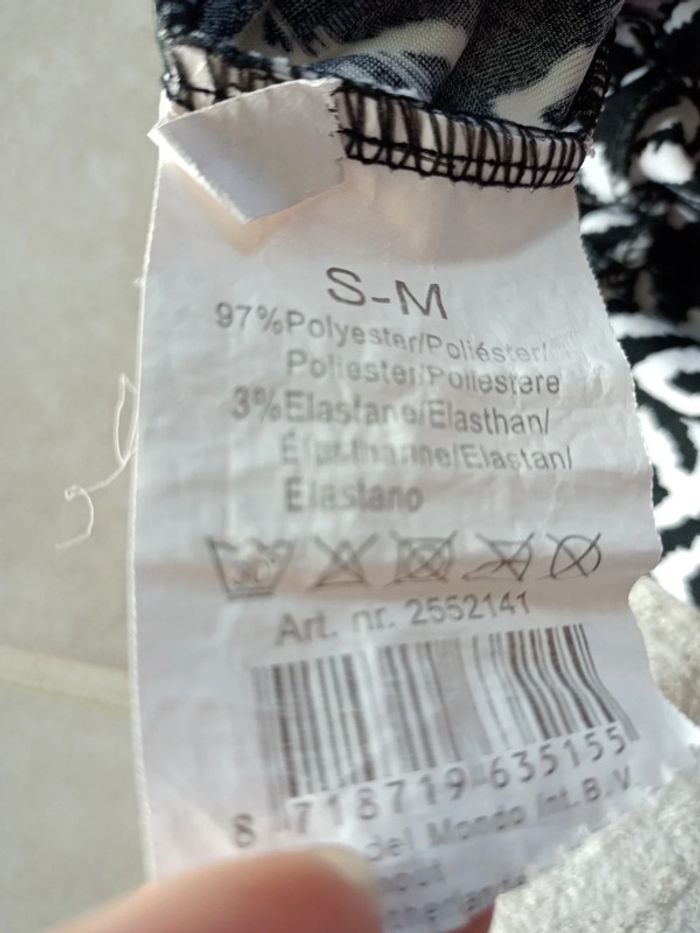 S-M
97%Polyester/Poliéster/
Poliester/Poliestere
3%Elastane/Elasthan/
Élasthanne/Elastan/
Elastano
Art. nr. 2552141
8 718719 635155
del Mondo Int. B.V.